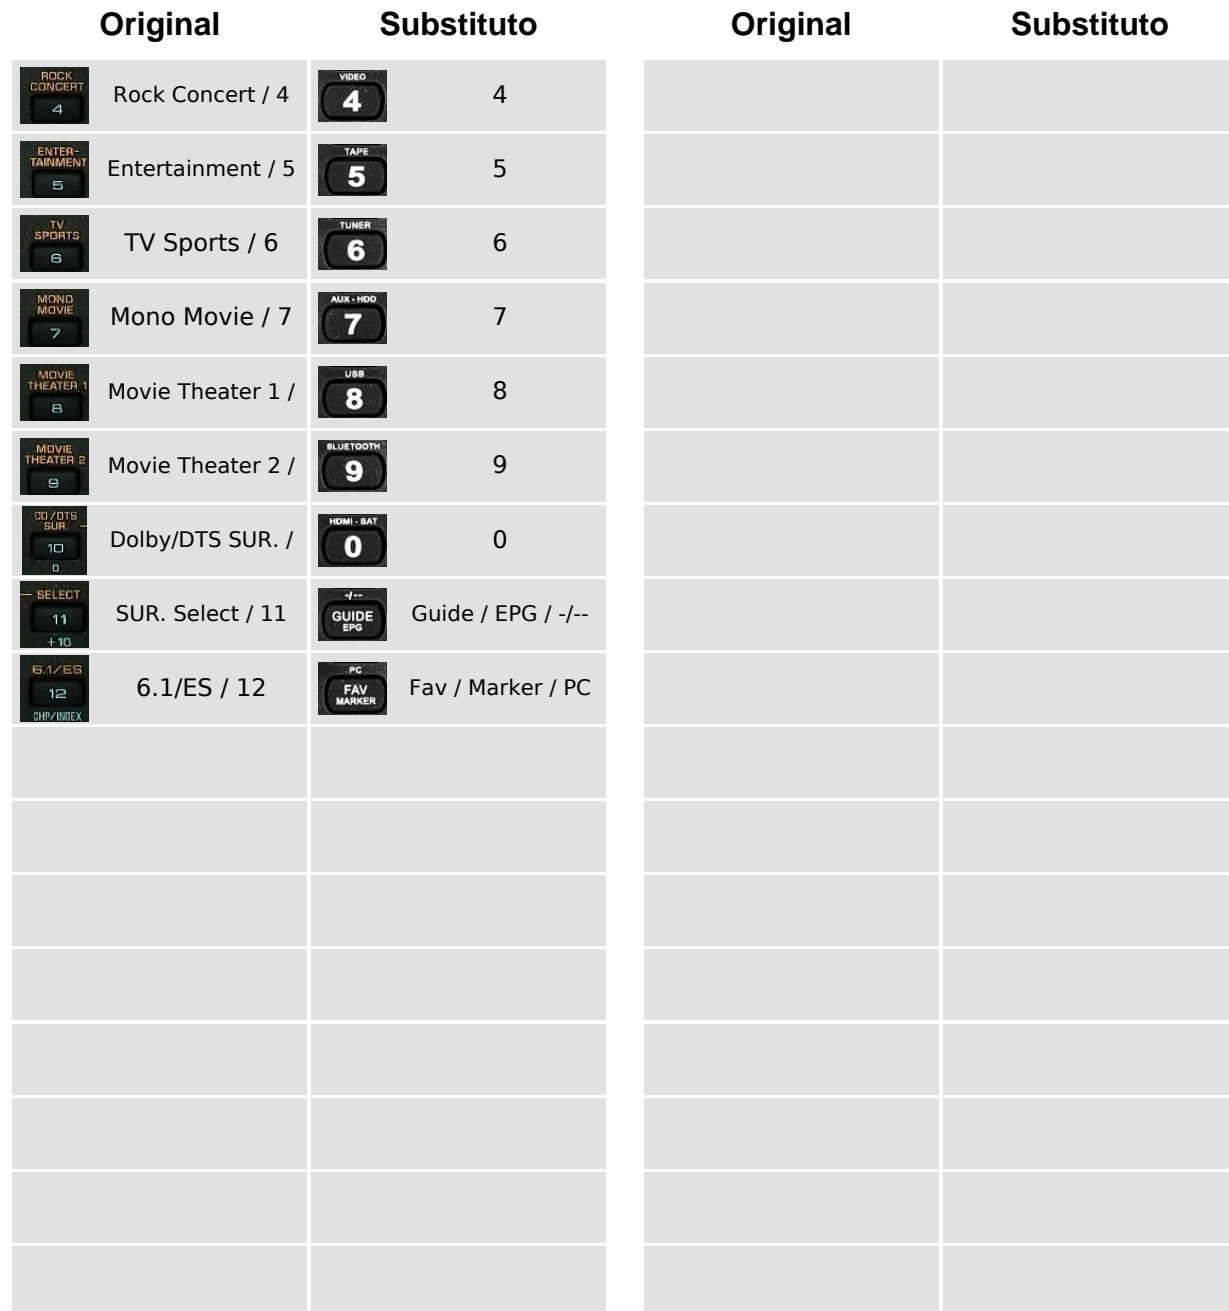 Original Substituto Original Substituto
ROCK
CONCERT
4
Rock Concert / 4
VIDEO
4
4
ENTER-
TAINMENT
5
Entertainment / 5
TAPE
5
5
TV
SPORTS
6
TV Sports / 6
TUNER
6
6
MONO
MOVIE
7
Mono Movie / 7
AUX - HDD
7
7
MOVIE
THEATER 1
8
Movie Theater 1 /
USB
8
8
MOVIE
THEATER 2
9
Movie Theater 2 /
BLUETOOTH
9
9
DD/DTS
SUR.
10
0
Dolby/DTS SUR. /
HDMI - SAT
0
0
SELECT
11
+10
SUR. Select / 11
-/--
GUIDE
EPG
Guide / EPG / -/--
6.1/ES
12
CHP/INDEX
6.1/ES / 12
PC
FAV
MARKER
Fav / Marker / PC